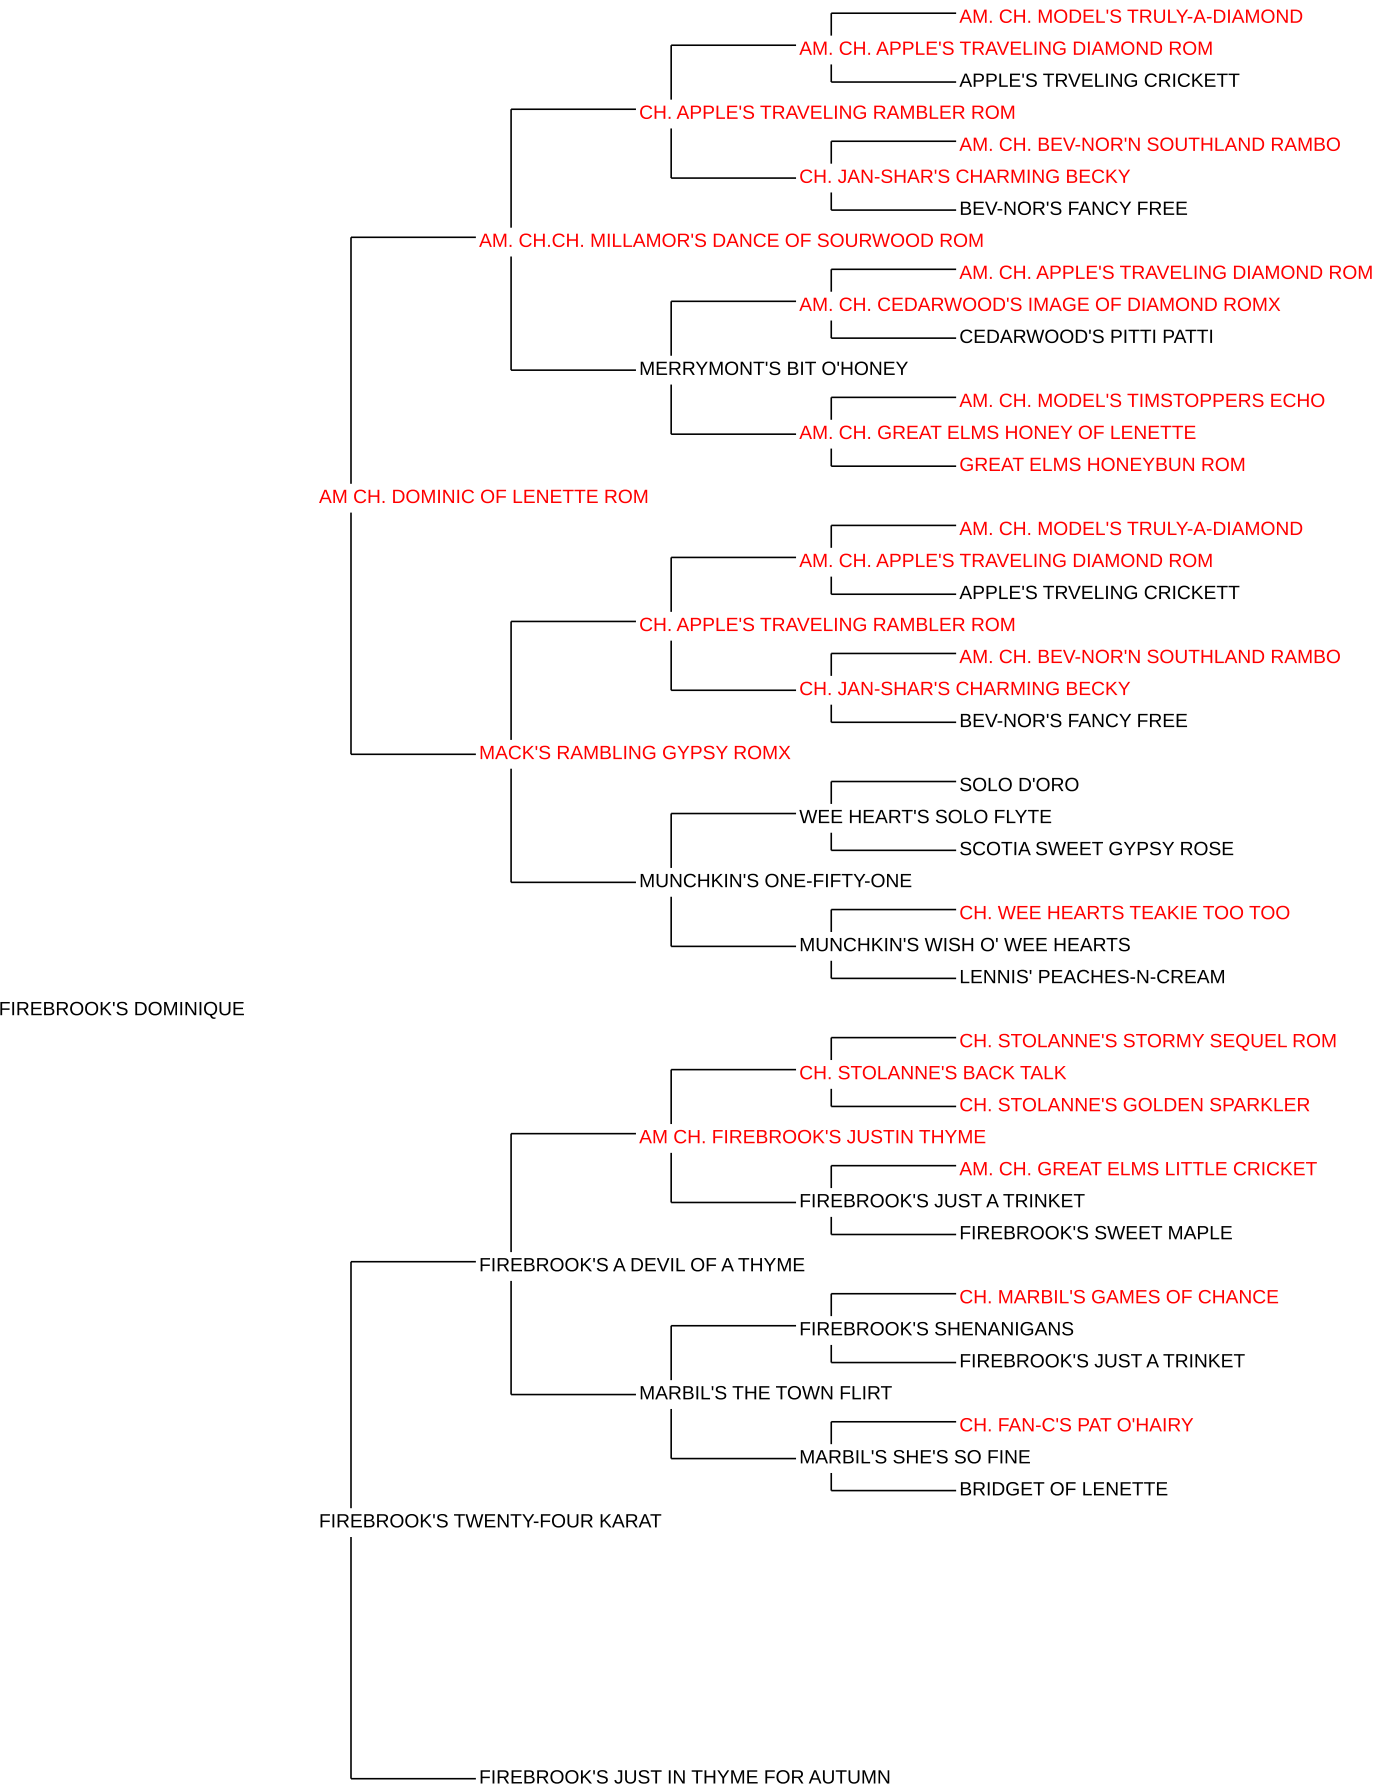 AM. CH. MODEL'S TRULY-A-DIAMOND
AM. CH. APPLE'S TRAVELING DIAMOND ROM
APPLE'S TRVELING CRICKETT
CH. APPLE'S TRAVELING RAMBLER ROM
AM. CH. BEV-NOR'N SOUTHLAND RAMBO
CH. JAN-SHAR'S CHARMING BECKY
BEV-NOR'S FANCY FREE
AM. CH.CH. MILLAMOR'S DANCE OF SOURWOOD ROM
AM. CH. APPLE'S TRAVELING DIAMOND ROM
AM. CH. CEDARWOOD'S IMAGE OF DIAMOND ROMX
CEDARWOOD'S PITTI PATTI
MERRYMONT'S BIT O'HONEY
AM. CH. MODEL'S TIMSTOPPERS ECHO
AM. CH. GREAT ELMS HONEY OF LENETTE
GREAT ELMS HONEYBUN ROM
AM CH. DOMINIC OF LENETTE ROM
AM. CH. MODEL'S TRULY-A-DIAMOND
AM. CH. APPLE'S TRAVELING DIAMOND ROM
APPLE'S TRVELING CRICKETT
CH. APPLE'S TRAVELING RAMBLER ROM
AM. CH. BEV-NOR'N SOUTHLAND RAMBO
CH. JAN-SHAR'S CHARMING BECKY
BEV-NOR'S FANCY FREE
MACK'S RAMBLING GYPSY ROMX
SOLO D'ORO
WEE HEART'S SOLO FLYTE
SCOTIA SWEET GYPSY ROSE
MUNCHKIN'S ONE-FIFTY-ONE
CH. WEE HEARTS TEAKIE TOO TOO
MUNCHKIN'S WISH O' WEE HEARTS
LENNIS' PEACHES-N-CREAM
FIREBROOK'S DOMINIQUE
CH. STOLANNE'S STORMY SEQUEL ROM
CH. STOLANNE'S BACK TALK
CH. STOLANNE'S GOLDEN SPARKLER
AM CH. FIREBROOK'S JUSTIN THYME
AM. CH. GREAT ELMS LITTLE CRICKET
FIREBROOK'S JUST A TRINKET
FIREBROOK'S SWEET MAPLE
FIREBROOK'S A DEVIL OF A THYME
CH. MARBIL'S GAMES OF CHANCE
FIREBROOK'S SHENANIGANS
FIREBROOK'S JUST A TRINKET
MARBIL'S THE TOWN FLIRT
CH. FAN-C'S PAT O'HAIRY
MARBIL'S SHE'S SO FINE
BRIDGET OF LENETTE
FIREBROOK'S TWENTY-FOUR KARAT
FIREBROOK'S JUST IN THYME FOR AUTUMN